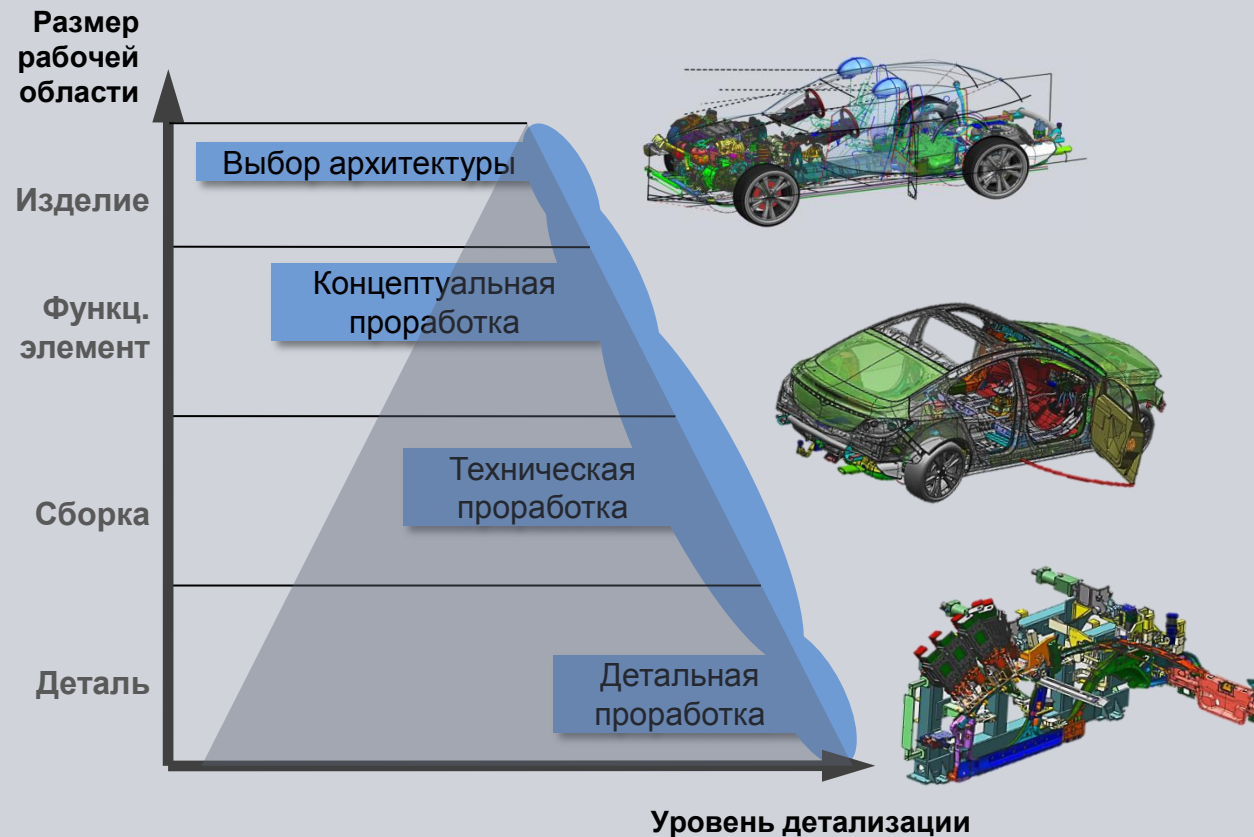 Размер
рабочей
области
Выбор архитектуры
Изделие
Концептуальная
проработка
Функц.
элемент
Техническая
проработка
Сборка
Детальная
проработка
Деталь
Уровень детализации